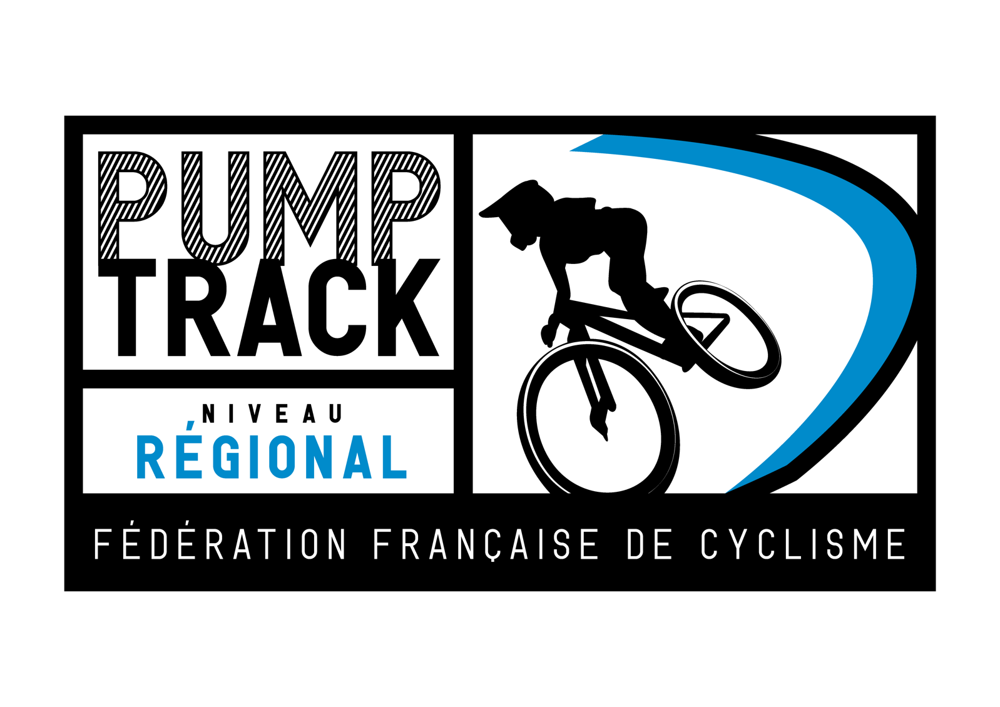 PUMP
TRACK
NIVEAU
RÉGIONAL
FÉDÉRATION FRANÇAISE DE CYCLISME